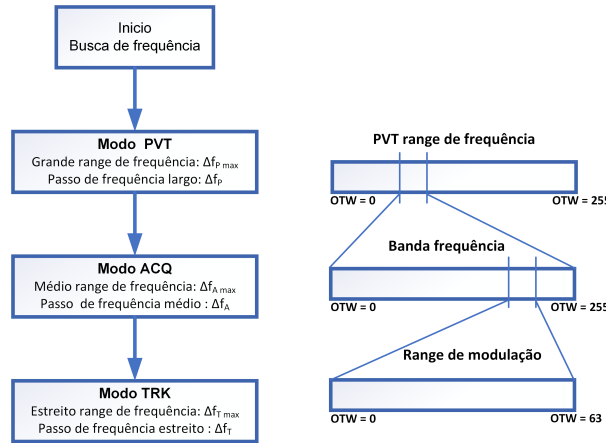 Inicio
Busca de frequência
Modo PVT
Grande range de frequência: Δf_P max
Passo de frequência largo: Δf_P
Modo ACQ
Médio range de frequência: Δf_A max
Passo de frequência médio : Δf_A
Modo TRK
Estreito range de frequência: Δf_T max
Passo de frequência estreito : Δf_T
PVT range de frequência
OTW = 0
OTW = 255
Banda frequência
OTW = 0
OTW = 255
Range de modulação
OTW = 0
OTW = 63